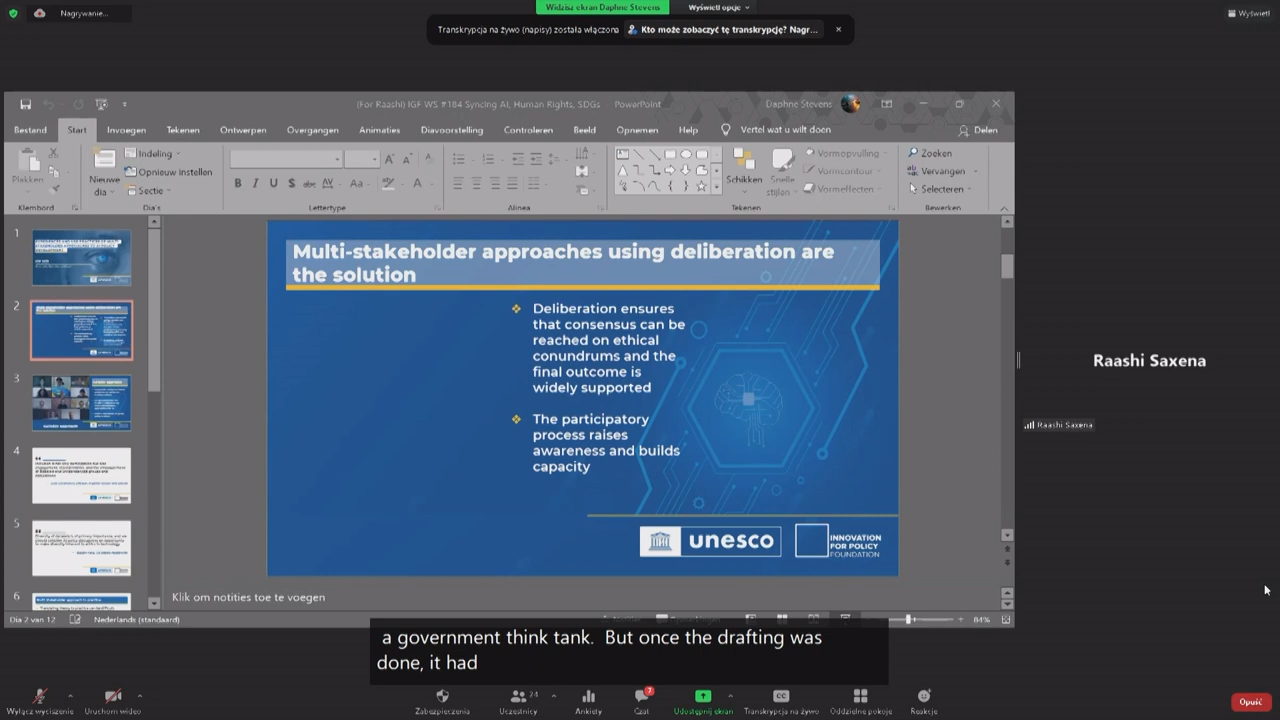 Nagrywanie...
Widzisz ekran Daphne Stevens
Wyświetl opcje
Wyświetl
Transkrypcja na żywo (napisy) została włączona
Kto może zobaczyć tę transkrypcję? Nagr...
(For Raashi) IGF WS #184 Syncing AI, Human Rights, SDGs - PowerPoint
Daphne Stevens
Bestand Start Invoegen Tekenen Ontwerpen Overgangen Animaties Diavoorstelling Controleren Beeld Opnemen Help Vertel wat u wilt doen Delen
Plakken
Nieuwe dia
Indeling
Opnieuw instellen
Sectie
Schikken
Snelle stijlen
Vormopvulling
Vormcontour
Vormeffecten
Zoeken
Vervangen
Selecteren
Klembord Dia's Lettertype Alinea Tekenen Bewerken
1
2
3
4
5
6
Multi-stakeholder approaches using deliberation are
the solution
Deliberation ensures
that consensus can be
reached on ethical
conundrums and the
final outcome is
widely supported
The participatory
process raises
awareness and builds
capacity
unesco
INNOVATION
FOR POLICY
FOUNDATION
Raashi Saxena
Raashi Saxena
Klik om notities toe te voegen
Dia 2 van 12 Nederlands (standaard) 84%
a government think tank. But once the drafting was
done, it had
Wyłącz wyciszenie
Uruchom wideo
Zabezpieczenia
Uczestnicy 24
Ankiety
Czat 7
Udostępnij ekran
CC Transkrypcja na żywo
Oddzielne pokoje
Reakcje
Opuść